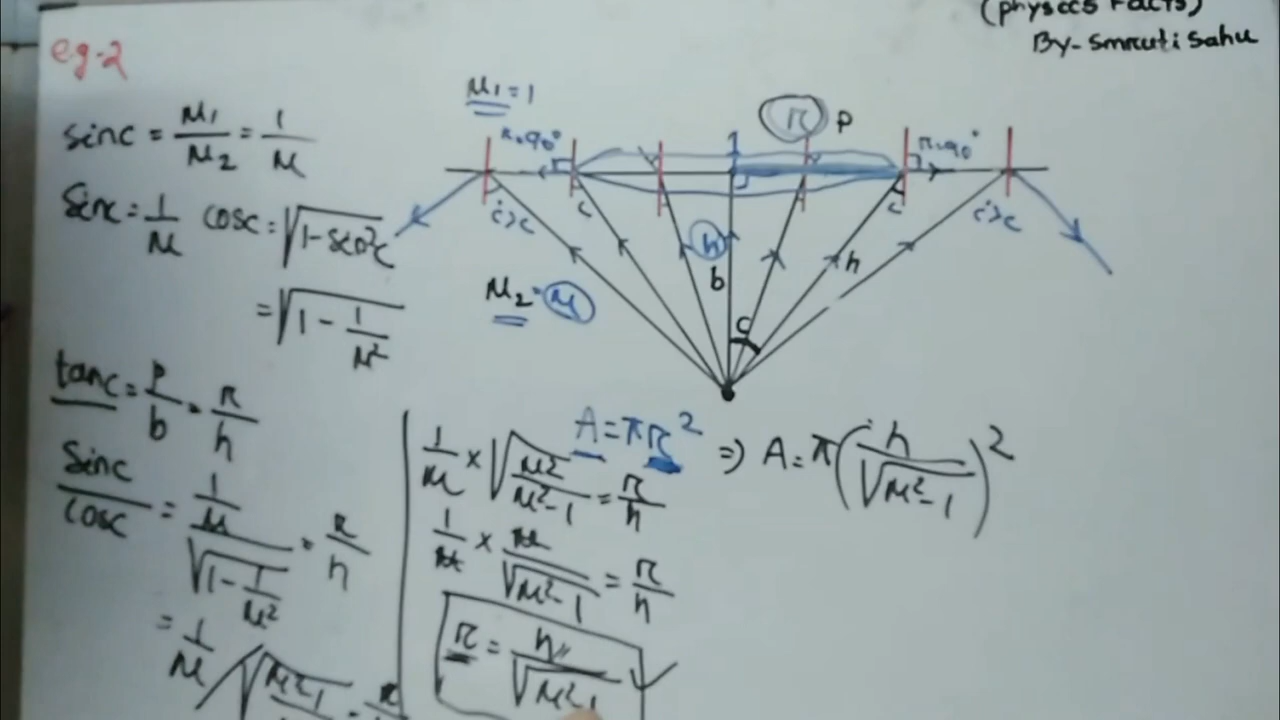 (physics Facts)
By- Smruti Sahu
eg-2
sinc = μ1/μ2 = 1/μ
Sinc = 1/μ cosc = √(1-sin²c)
= √(1 - 1/μ²)
tanc = P/b = r/h
Sinc/cosc = (1/μ)/√(1 - 1/μ²) = r/h
= 1/μ
μ1 = 1
r=90°
r
P
r=90°
i>c
c
c
i>c
h
b
h
μ2 = μ
c
A = πr² => A = π(h/√(μ²-1))²
1/μ × √(μ²/(μ²-1)) = r/h
1/μ × μ/√(μ²-1) = r/h
r = h/√(μ²-1)